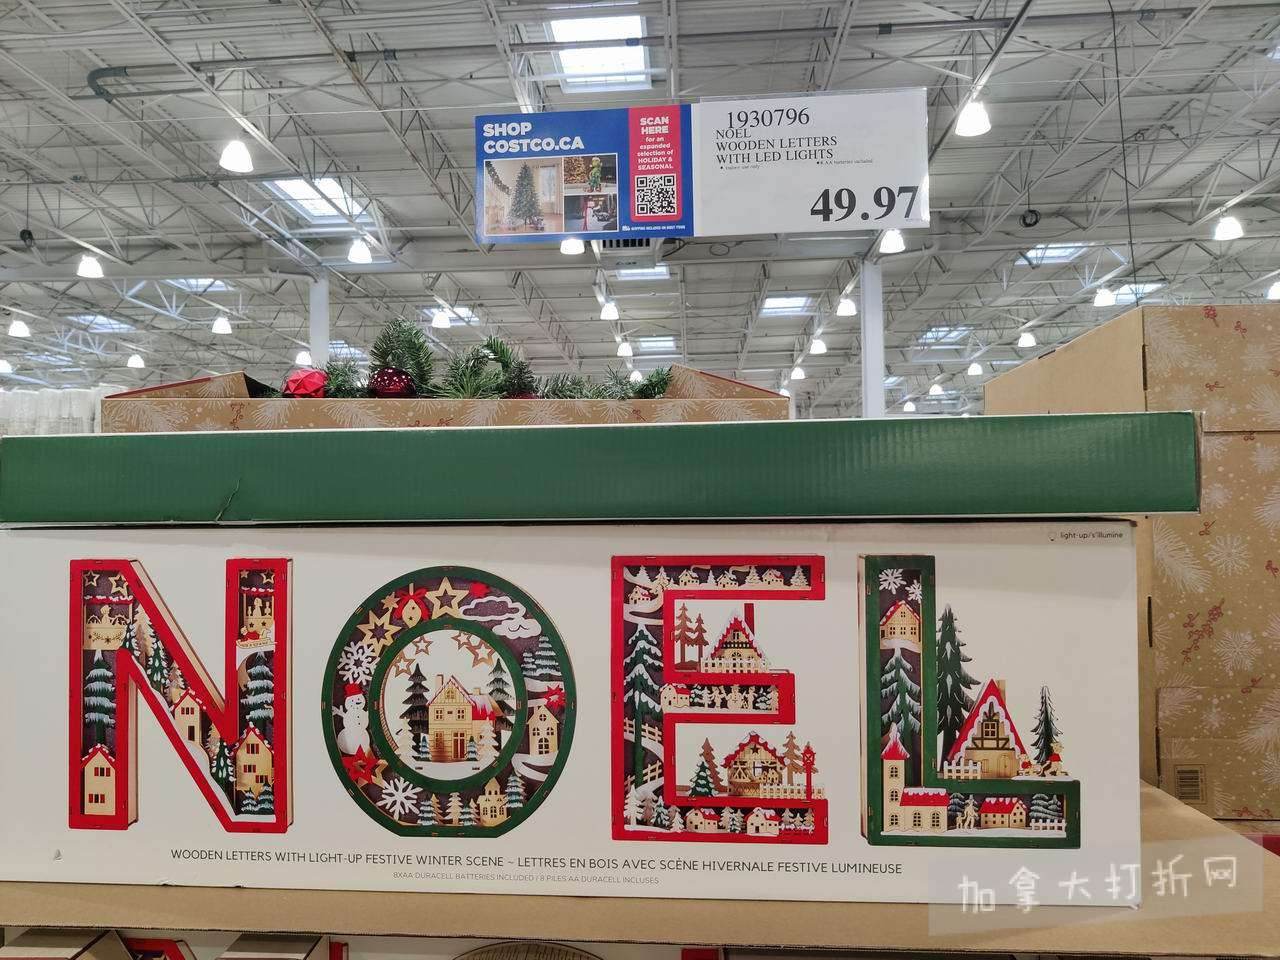 SHOP
COSTCO.CA
SCAN
HERE
for an
expanded
selection of
HOLIDAY &
SEASONAL
1930796
NOEL
WOODEN LETTERS
WITH LED LIGHTS
49.97
light-up/s'illumine
NOEL
WOODEN LETTERS WITH LIGHT-UP FESTIVE WINTER SCENE ~ LETTRES EN BOIS AVEC SCÈNE HIVERNALE FESTIVE LUMINEUSE
8XAA DURACELL BATTERIES INCLUDED / 8 PILES AA DURACELL INCLUSES
加拿大打折网